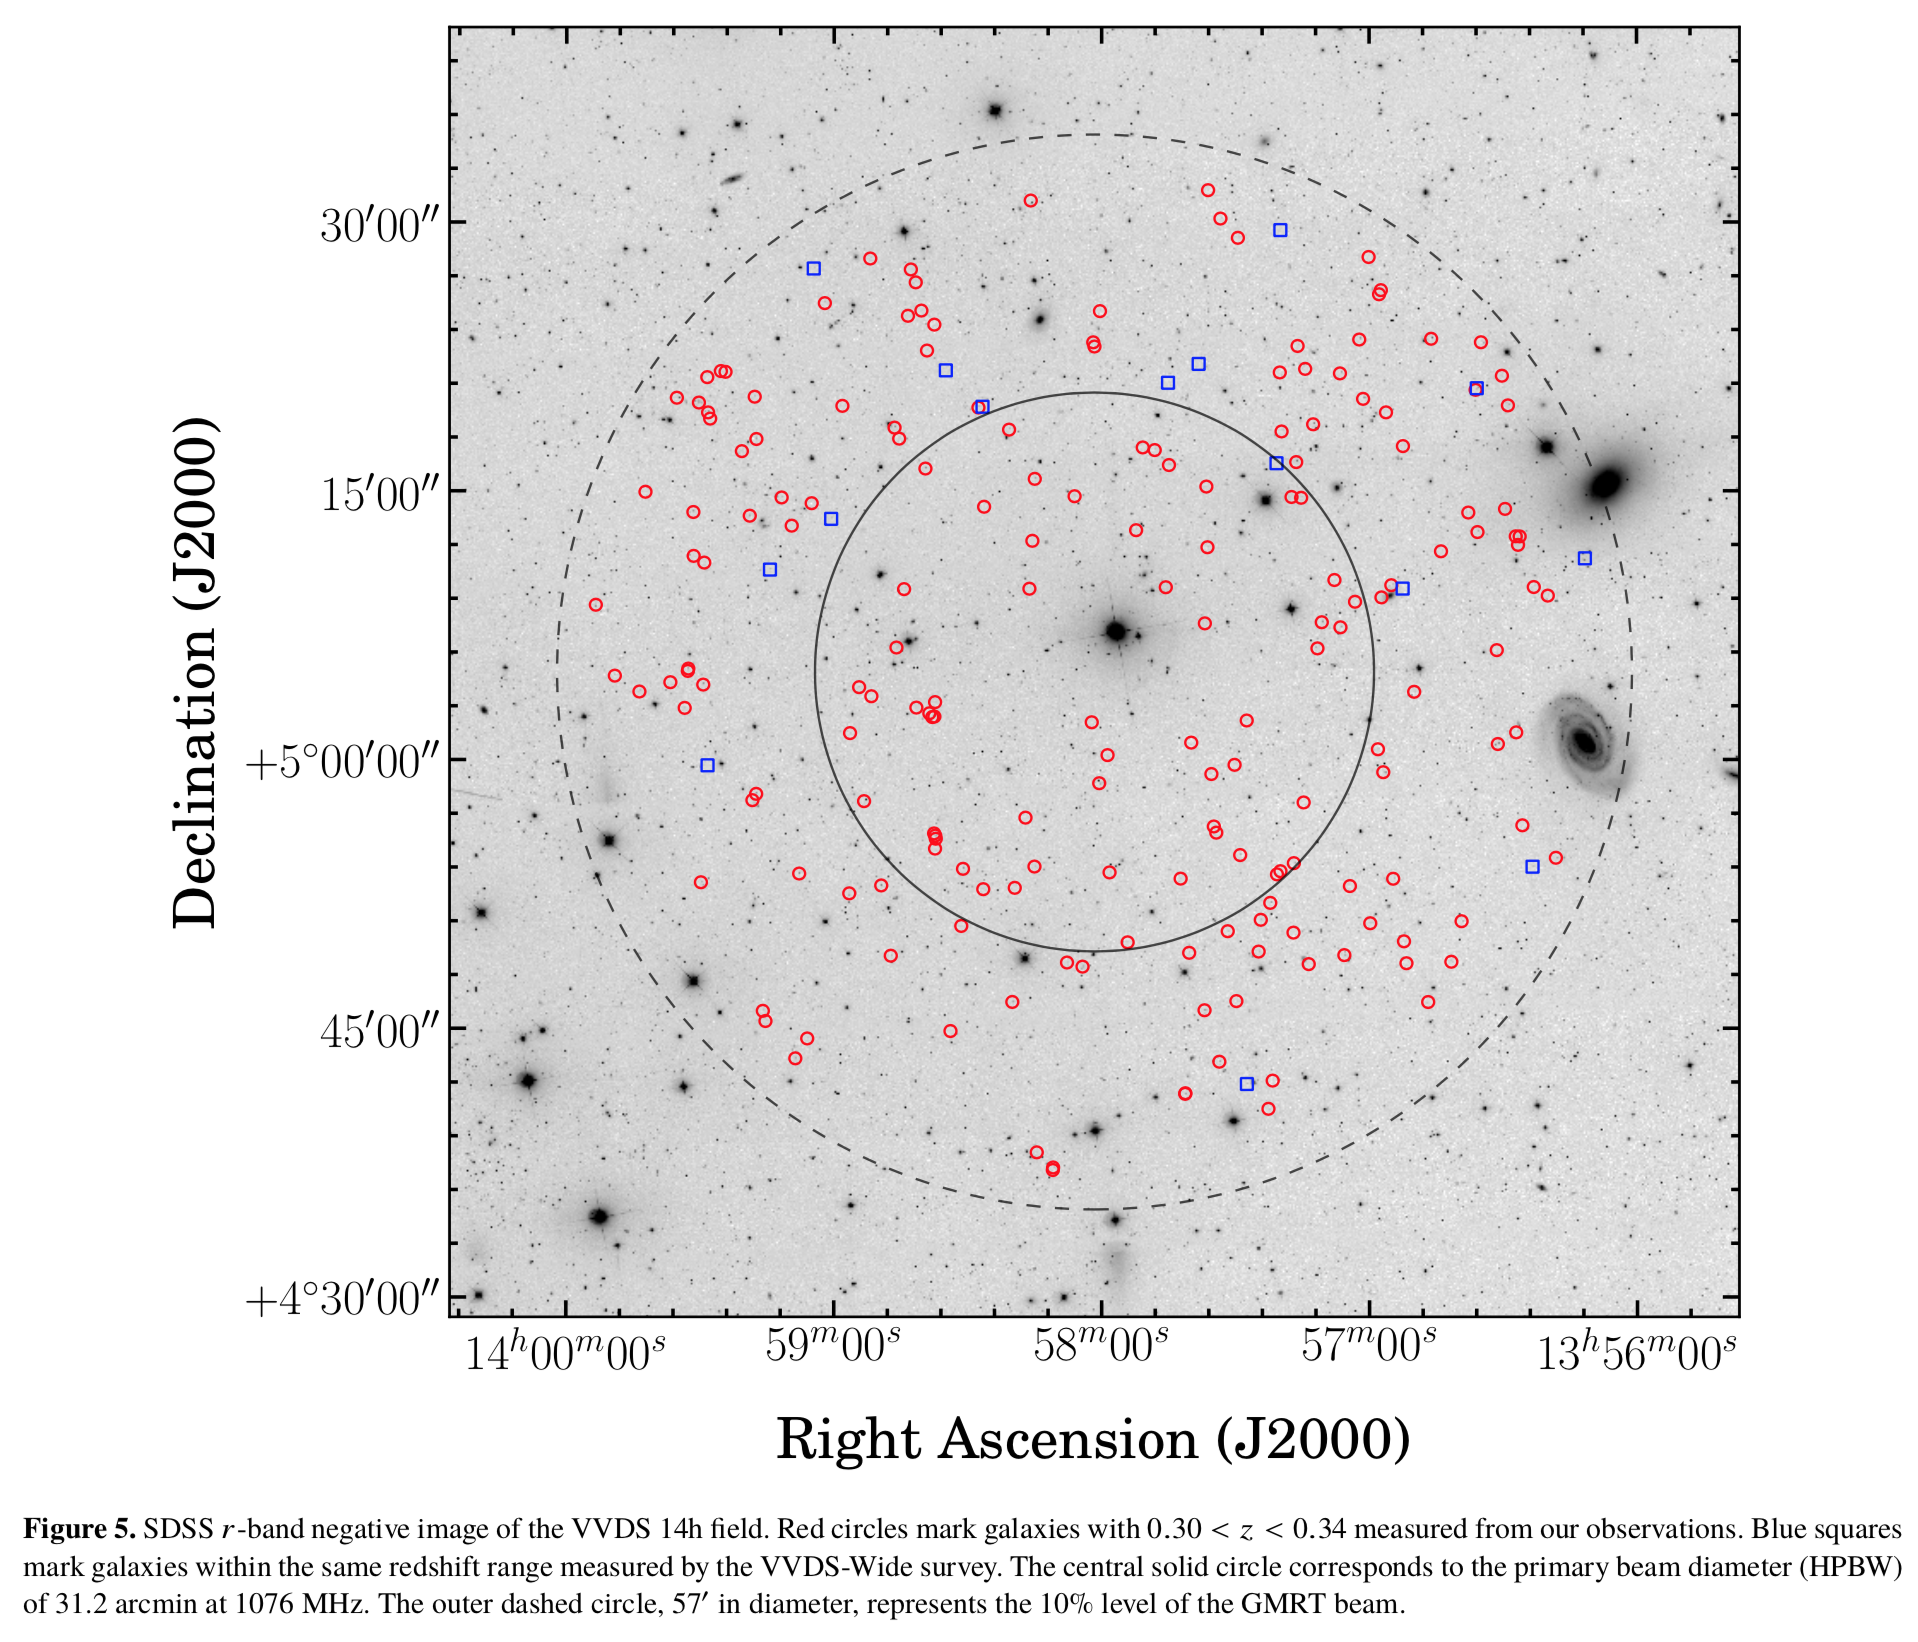 30′00″
15′00″
+5°00′00″
45′00″
+4°30′00″
Declination (J2000)
14ʰ00ᵐ00ˢ 59ᵐ00ˢ 58ᵐ00ˢ 57ᵐ00ˢ 13ʰ56ᵐ00ˢ
Right Ascension (J2000)
Figure 5. SDSS r-band negative image of the VVDS 14h field. Red circles mark galaxies with 0.30 < z < 0.34 measured from our observations. Blue squares
mark galaxies within the same redshift range measured by the VVDS-Wide survey. The central solid circle corresponds to the primary beam diameter (HPBW)
of 31.2 arcmin at 1076 MHz. The outer dashed circle, 57′ in diameter, represents the 10% level of the GMRT beam.